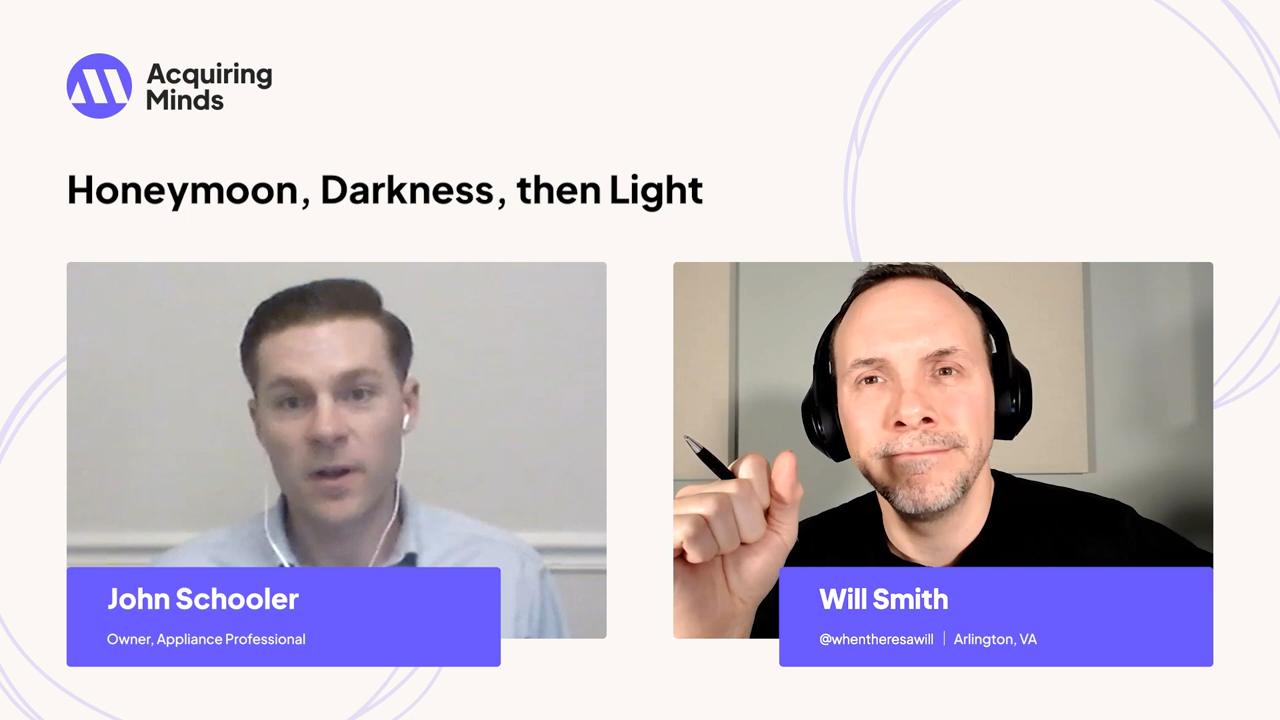 Acquiring
Minds
Honeymoon, Darkness, then Light
John Schooler
Owner, Appliance Professional
Will Smith
@whentheresawill | Arlington, VA